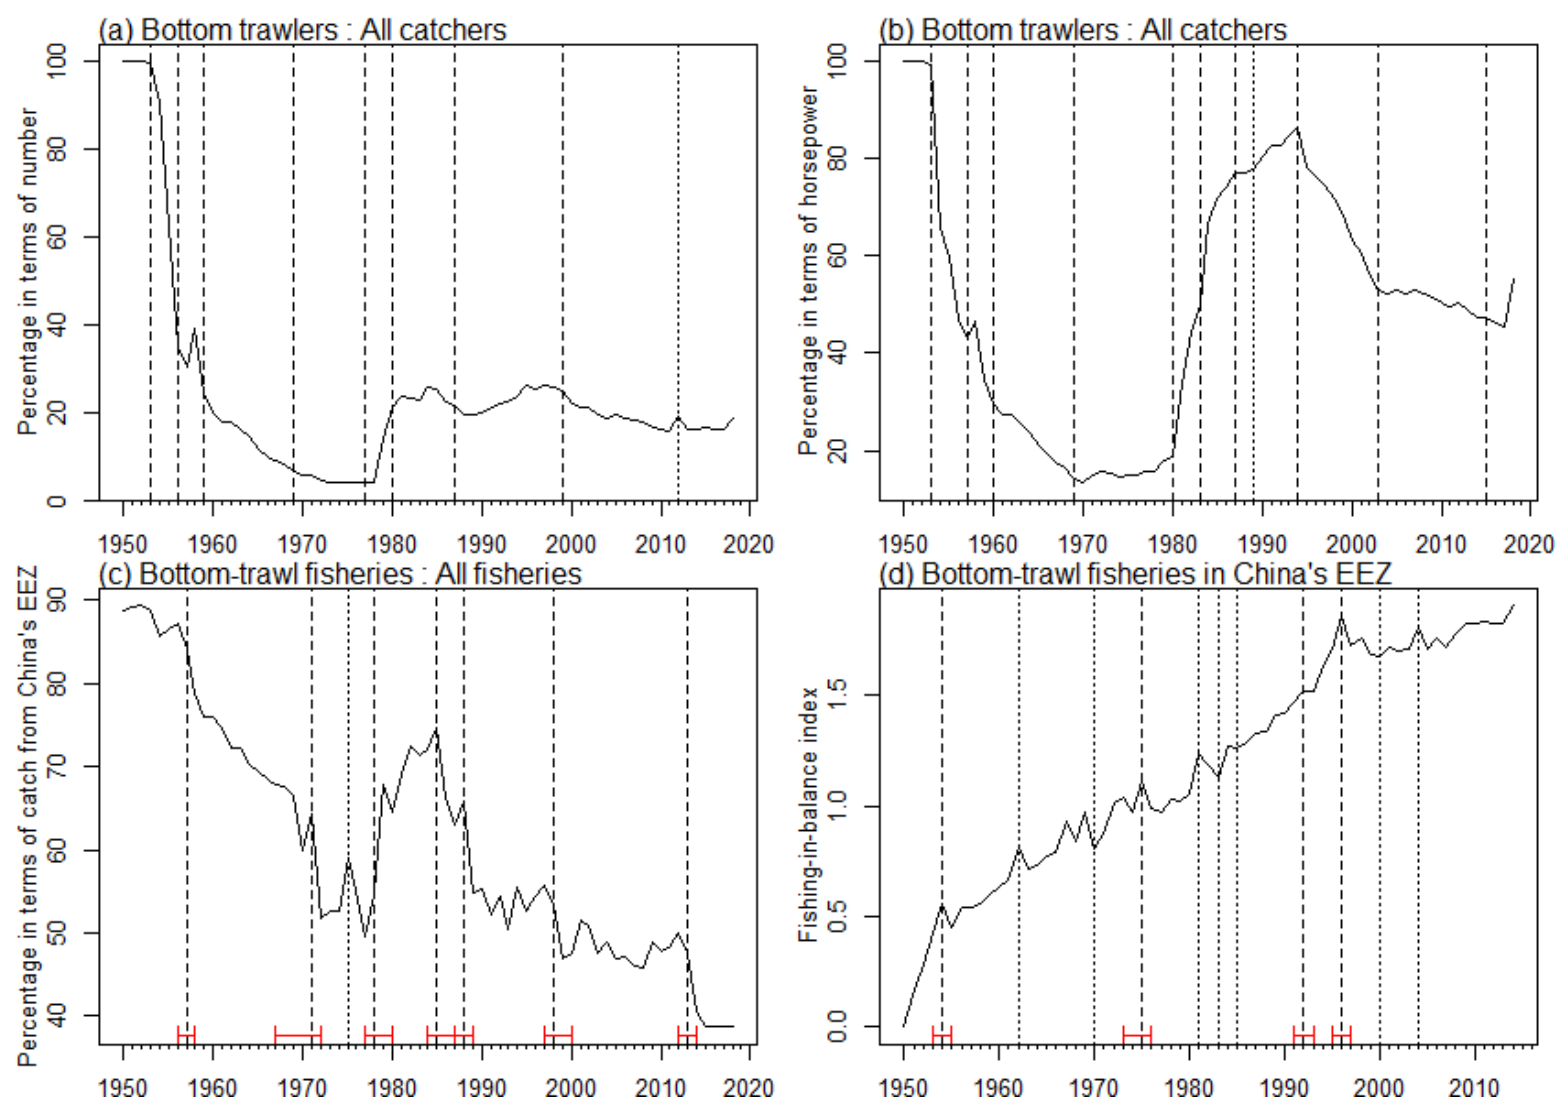 (a) Bottom trawlers : All catchers
Percentage in terms of number
100
80
60
40
20
0
1950 1960 1970 1980 1990 2000 2010 2020
(b) Bottom trawlers : All catchers
Percentage in terms of horsepower
100
80
60
40
20
1950 1960 1970 1980 1990 2000 2010 2020
(c) Bottom-trawl fisheries : All fisheries
Percentage in terms of catch from China's EEZ
90
80
70
60
50
40
1950 1960 1970 1980 1990 2000 2010 2020
(d) Bottom-trawl fisheries in China's EEZ
Fishing-in-balance index
1.5
1.0
0.5
0.0
1950 1960 1970 1980 1990 2000 2010